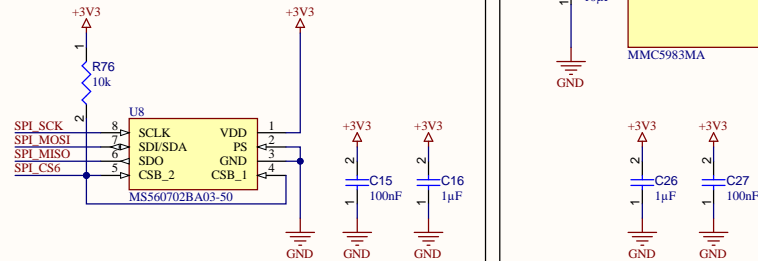 +3V3
+3V3
1
R76
10k
2
U8
SPI_SCK 8 SCLK VDD 1
SPI_MOSI 7 SDI/SDA PS 2
SPI_MISO 6 SDO GND 3
SPI_CS6 5 CSB_2 CSB_1 4
MS560702BA03-50
GND
+3V3
2
C15
100nF
1
GND
+3V3
2
C16
1µF
1
GND
1
GND
MMC5983MA
+3V3
2
C26
1µF
1
GND
+3V3
2
C27
100nF
1
GND